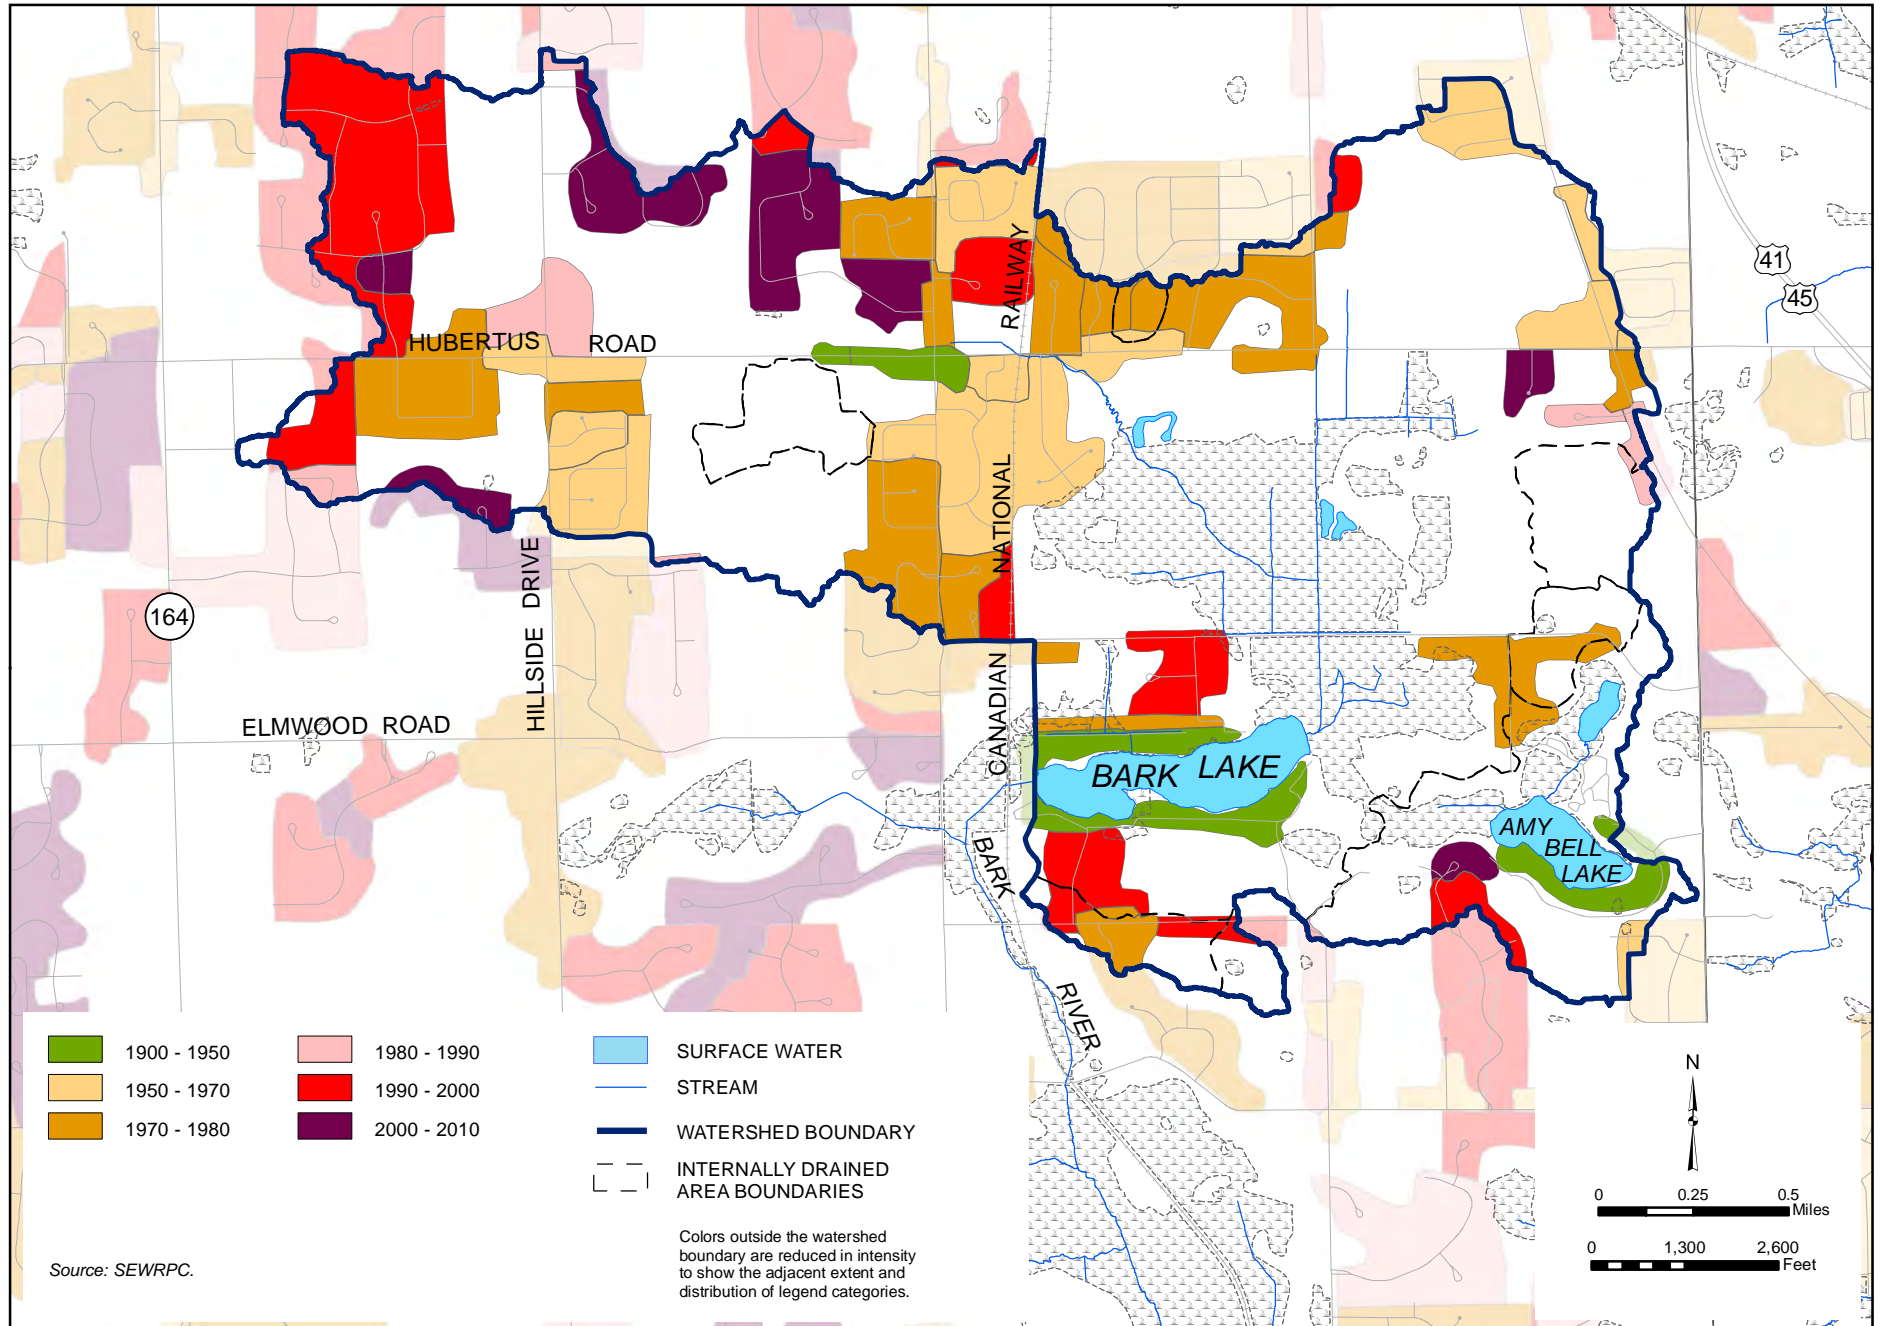 41
45
RAILWAY
HUBERTUS ROAD
NATIONAL
HILLSIDE DRIVE
164
CANADIAN
ELMWOOD ROAD
BARK LAKE
AMY
BELL
LAKE
BARK
RIVER
1900 - 1950
1950 - 1970
1970 - 1980
1980 - 1990
1990 - 2000
2000 - 2010
SURFACE WATER
STREAM
WATERSHED BOUNDARY
INTERNALLY DRAINED
AREA BOUNDARIES
Colors outside the watershed
boundary are reduced in intensity
to show the adjacent extent and
distribution of legend categories.
Source: SEWRPC.
N
0 0.25 0.5
Miles
0 1,300 2,600
Feet